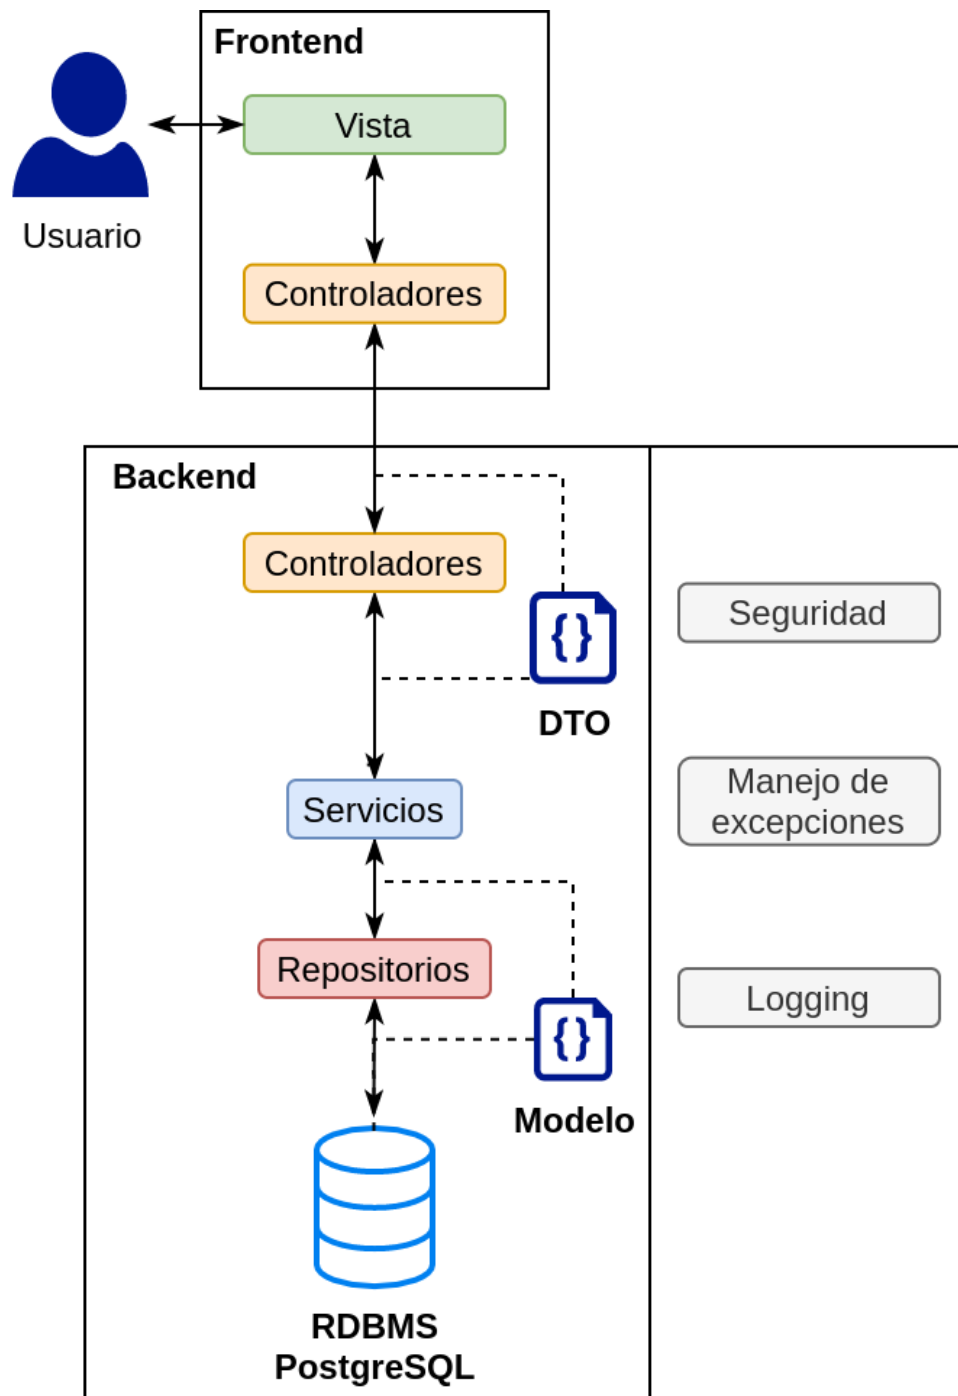 Frontend
Vista
Usuario
Controladores
Backend
Controladores
{}
DTO
Seguridad
Servicios
Manejo de
excepciones
Repositorios
Logging
{}
Modelo
RDBMS
PostgreSQL